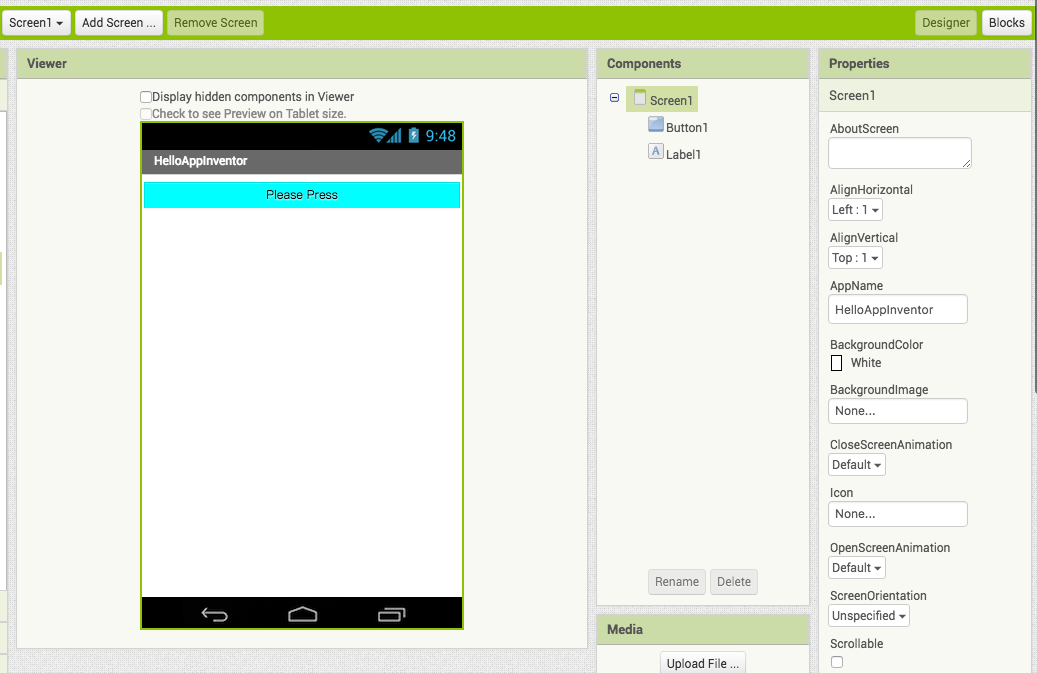 Screen1 Add Screen ... Remove Screen Designer Blocks
Viewer
Display hidden components in Viewer
Check to see Preview on Tablet size.
9:48
HelloAppInventor
Please Press
Components
Screen1
Button1
A Label1
Rename Delete
Media
Upload File ...
Properties
Screen1
AboutScreen
AlignHorizontal
Left : 1
AlignVertical
Top : 1
AppName
HelloAppInventor
BackgroundColor
White
BackgroundImage
None...
CloseScreenAnimation
Default
Icon
None...
OpenScreenAnimation
Default
ScreenOrientation
Unspecified
Scrollable